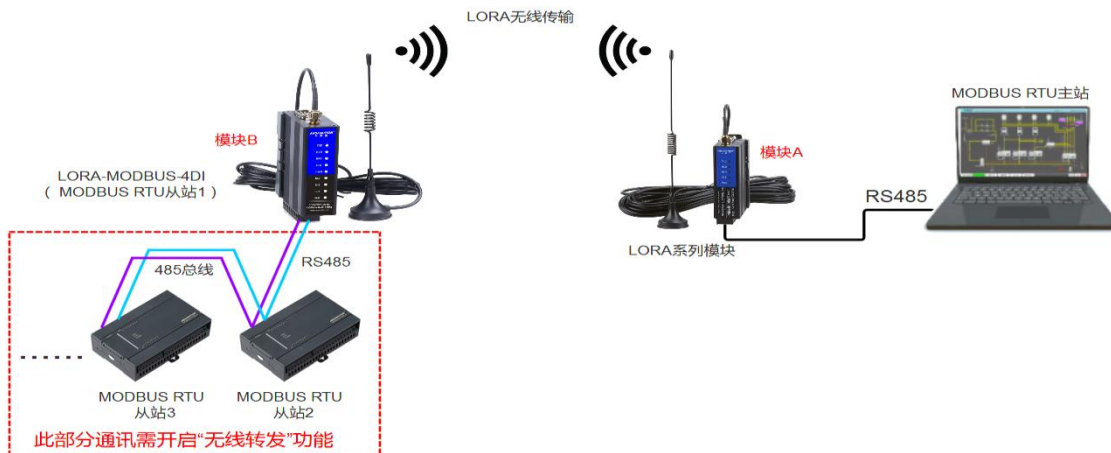 LORA无线传输
MODBUS RTU主站
模块B
模块A
LORA-MODBUS-4DI
（ MODBUS RTU从站1 ）
RS485
LORA系列模块
485总线
RS485
MODBUS RTU
从站3
MODBUS RTU
从站2
此部分通讯需开启“无线转发”功能